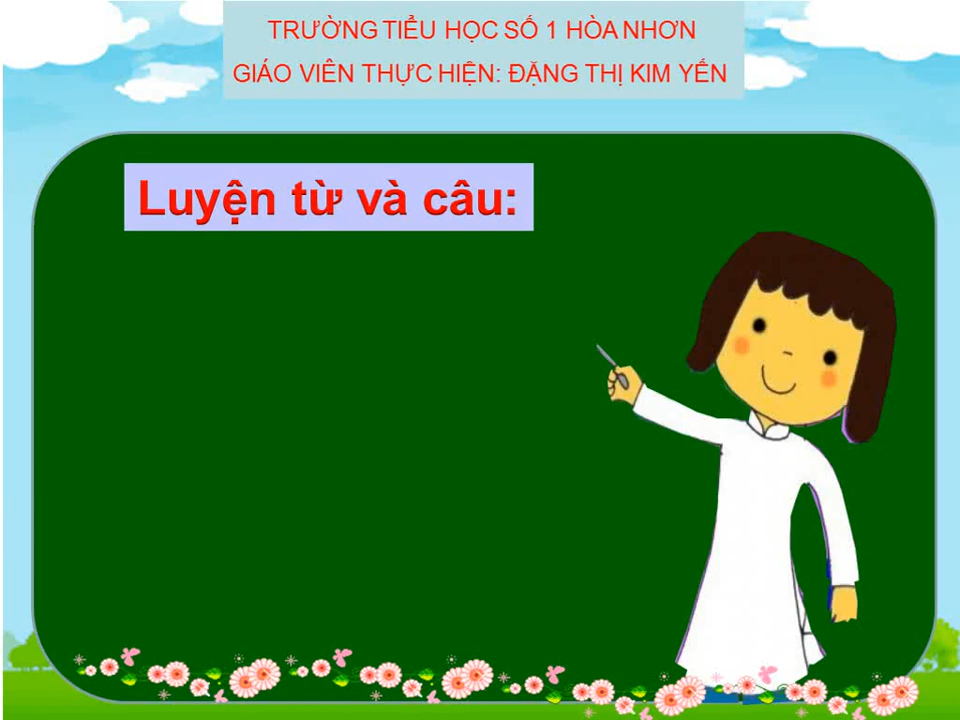 TRƯỜNG TIỂU HỌC SỐ 1 HÒA NHƠN
GIÁO VIÊN THỰC HIỆN: ĐẶNG THỊ KIM YẾN
Luyện từ và câu: